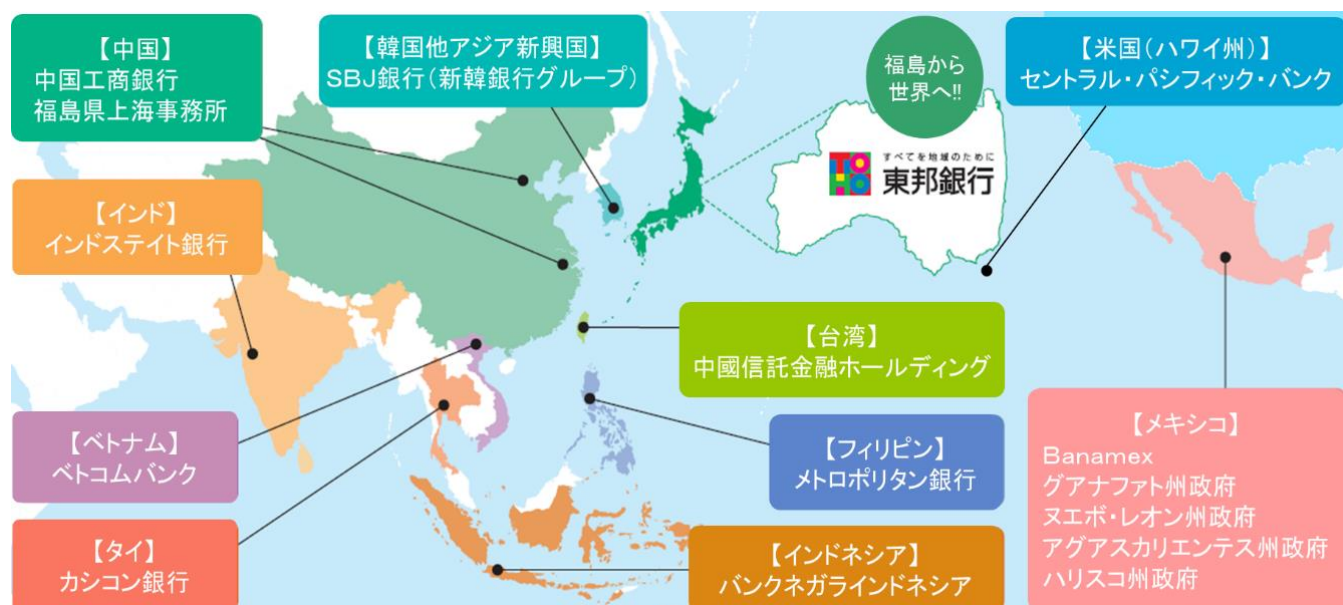 【中国】
中国工商銀行
福島県上海事務所
【韓国他アジア新興国】
SBJ銀行（新韓銀行グループ）
福島から
世界へ!!
【米国（ハワイ州）】
セントラル・パシフィック・バンク
TOHO
すべてを地域のために
東邦銀行
【インド】
インドステイト銀行
【台湾】
中國信託金融ホールディング
【ベトナム】
ベトコムバンク
【フィリピン】
メトロポリタン銀行
【メキシコ】
Banamex
グアナファト州政府
ヌエボ・レオン州政府
アグアスカリエンテス州政府
ハリスコ州政府
【タイ】
カシコン銀行
【インドネシア】
バンクネガラインドネシア